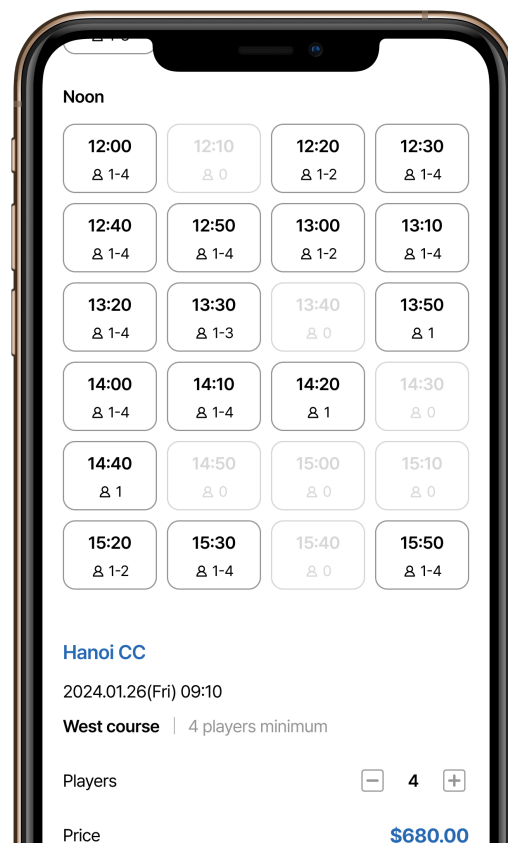 Noon
12:00 12:10 12:20 12:30
1-4 0 1-2 1-4
12:40 12:50 13:00 13:10
1-4 1-4 1-2 1-4
13:20 13:30 13:40 13:50
1-4 1-3 0 1
14:00 14:10 14:20 14:30
1-4 1-4 1 0
14:40 14:50 15:00 15:10
1 0 0 0
15:20 15:30 15:40 15:50
1-2 1-4 0 1-4
Hanoi CC
2024.01.26(Fri) 09:10
West course 4 players minimum
Players 4
Price $680.00